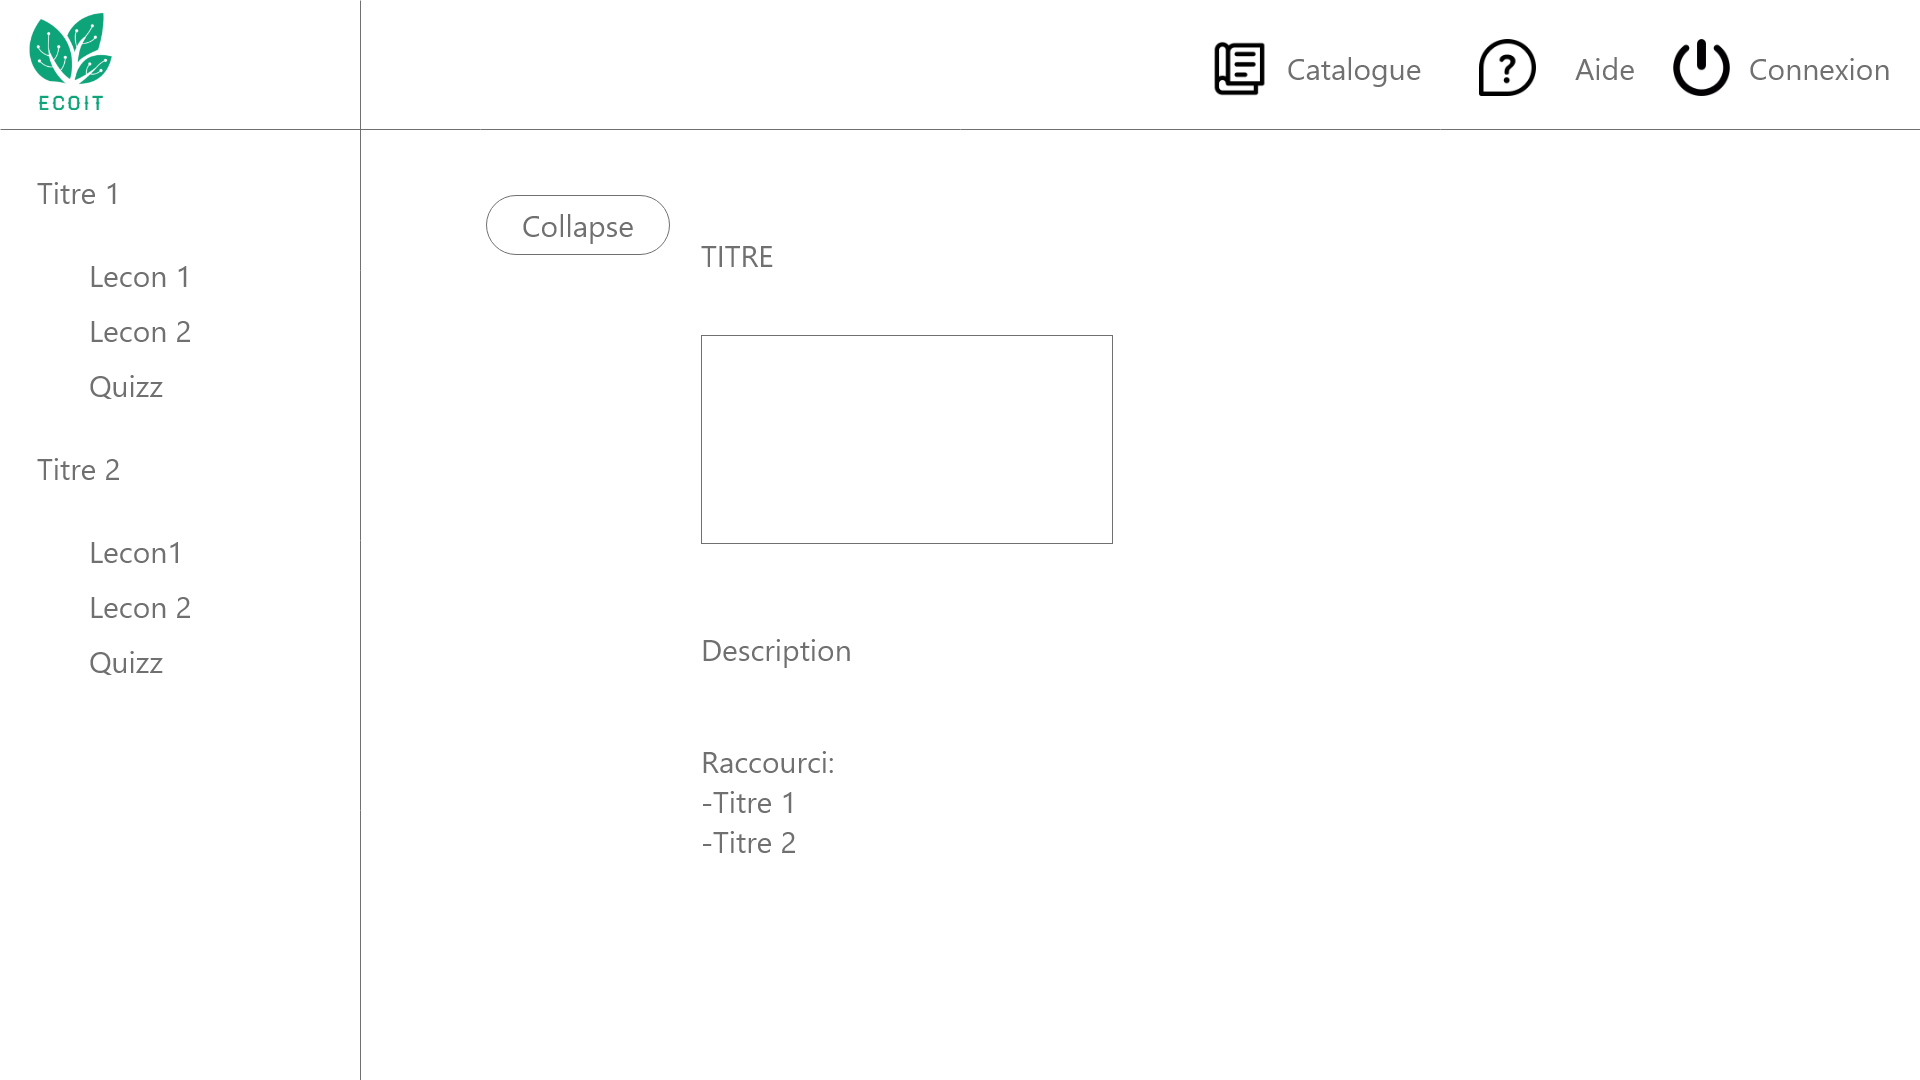 ECOIT
Catalogue
?
Aide
Connexion
Titre 1
Lecon 1
Lecon 2
Quizz
Titre 2
Lecon1
Lecon 2
Quizz
Collapse
TITRE
Description
Raccourci:
-Titre 1
-Titre 2